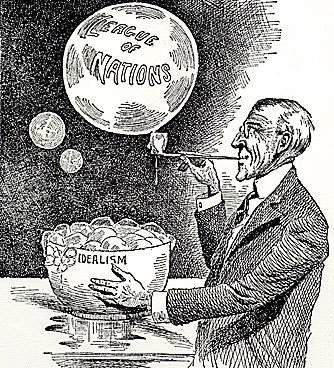 LEAGUE
OF
NATIONS
IDEALISM